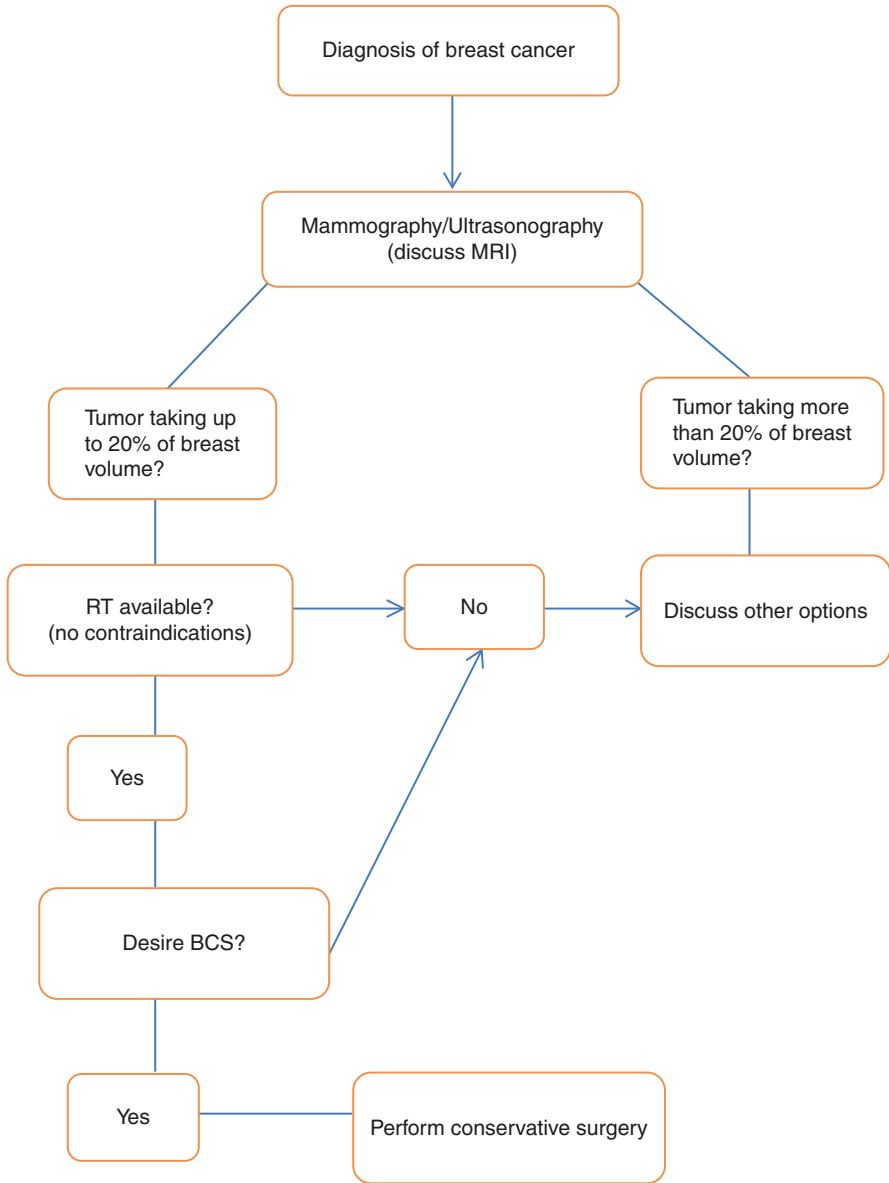 Diagnosis of breast cancer
Mammography/Ultrasonography
(discuss MRI)
Tumor taking up
to 20% of breast
volume?
Tumor taking more
than 20% of breast
volume?
RT available?
(no contraindications)
No
Discuss other options
Yes
Desire BCS?
Yes
Perform conservative surgery